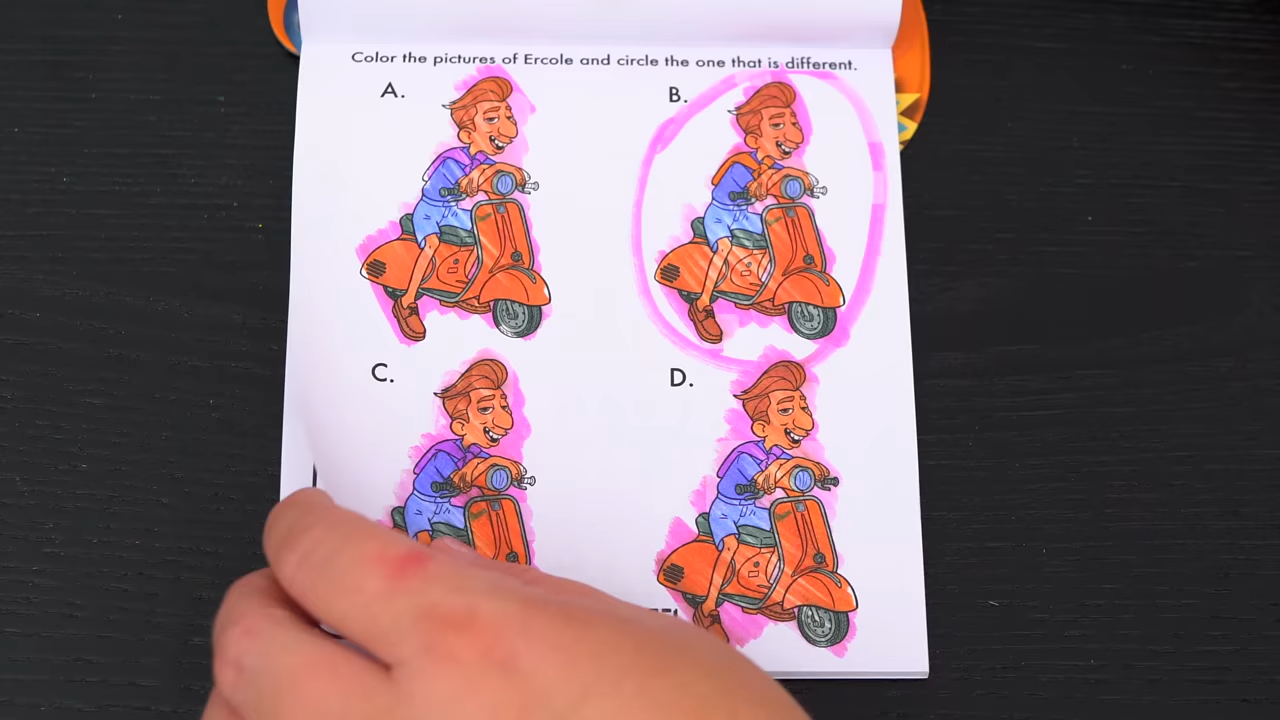 Color the pictures of Ercole and circle the one that is different.
A.
B.
C.
D.